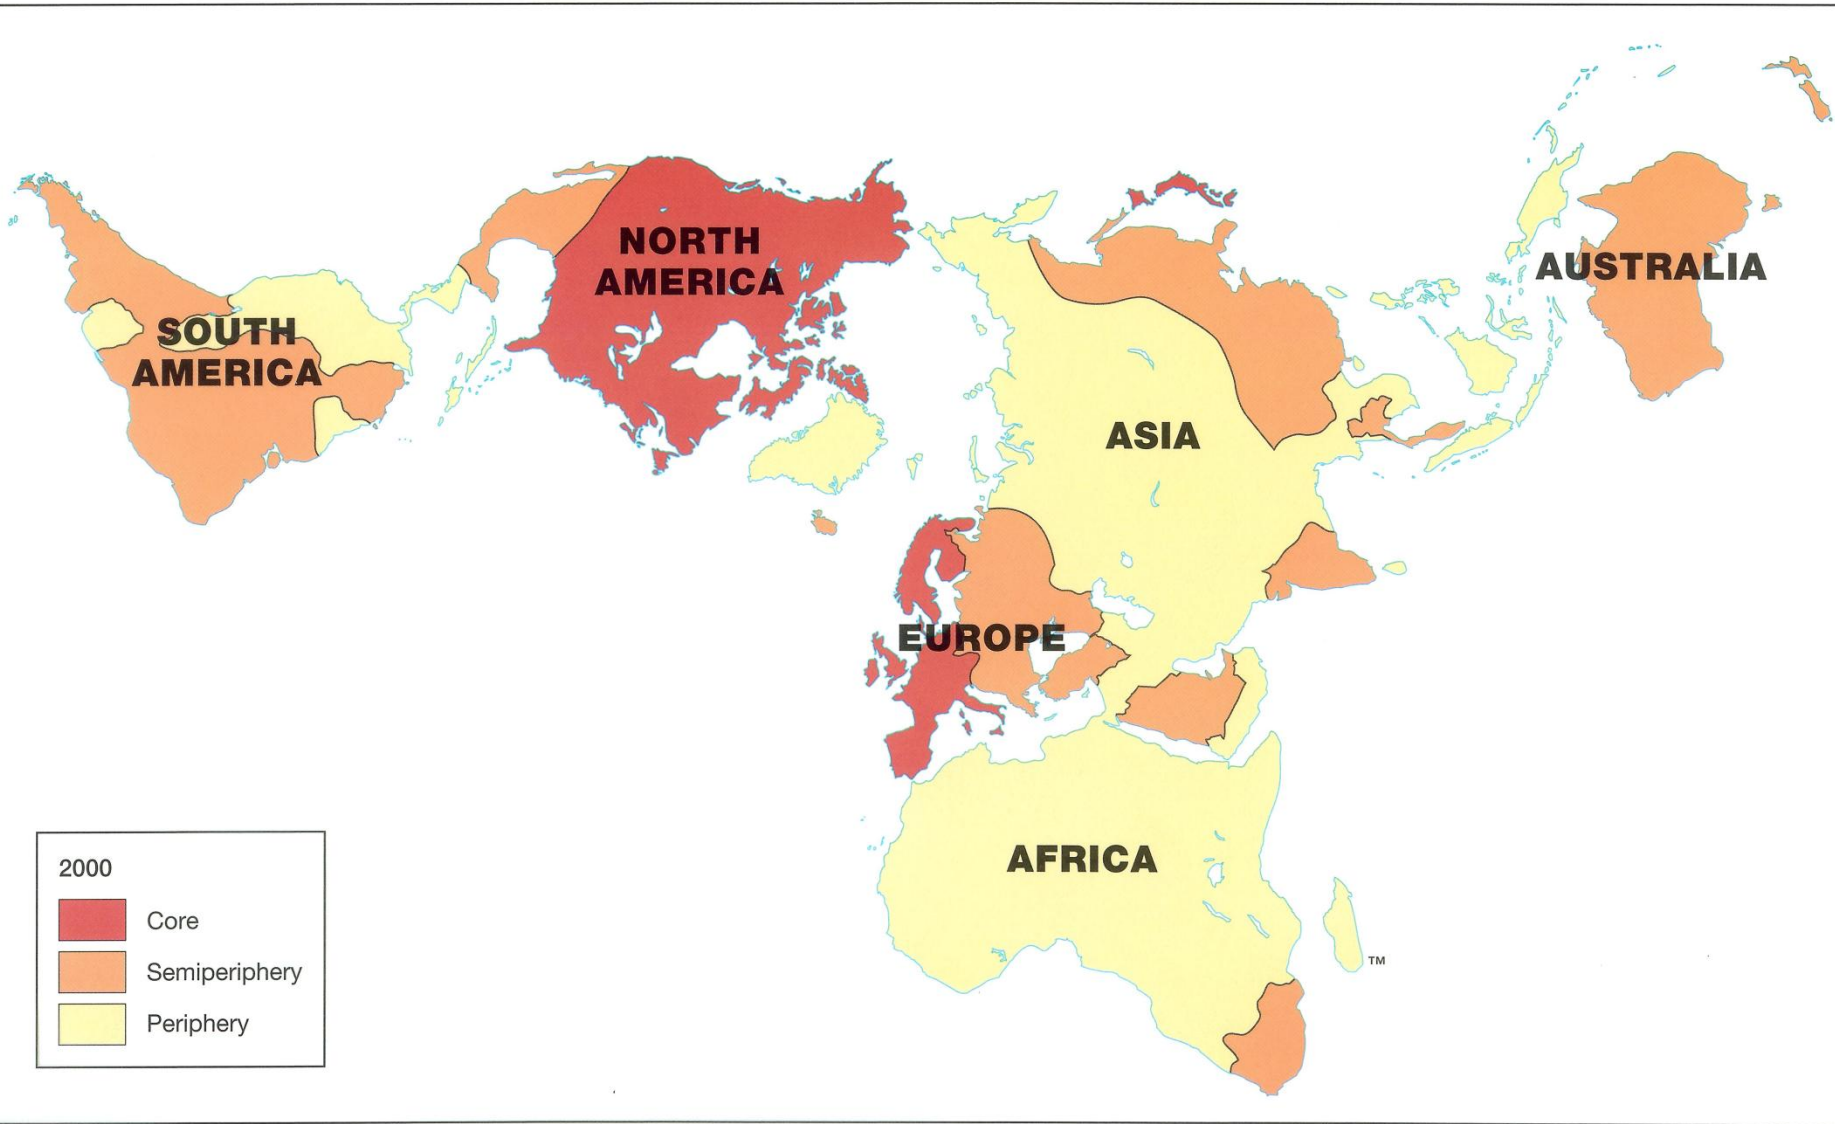 NORTH
AMERICA
AUSTRALIA
SOUTH
AMERICA
ASIA
EUROPE
AFRICA
TM
2000
Core
Semiperiphery
Periphery